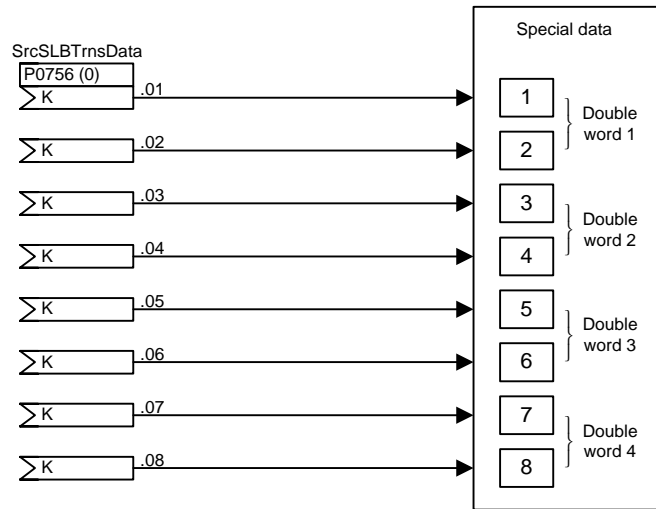 Special data
SrcSLBTrnsData
P0756 (0)
K .01 1
Double
word 1
K .02 2
K .03 3
Double
word 2
K .04 4
K .05 5
Double
word 3
K .06 6
K .07 7
Double
word 4
K .08 8